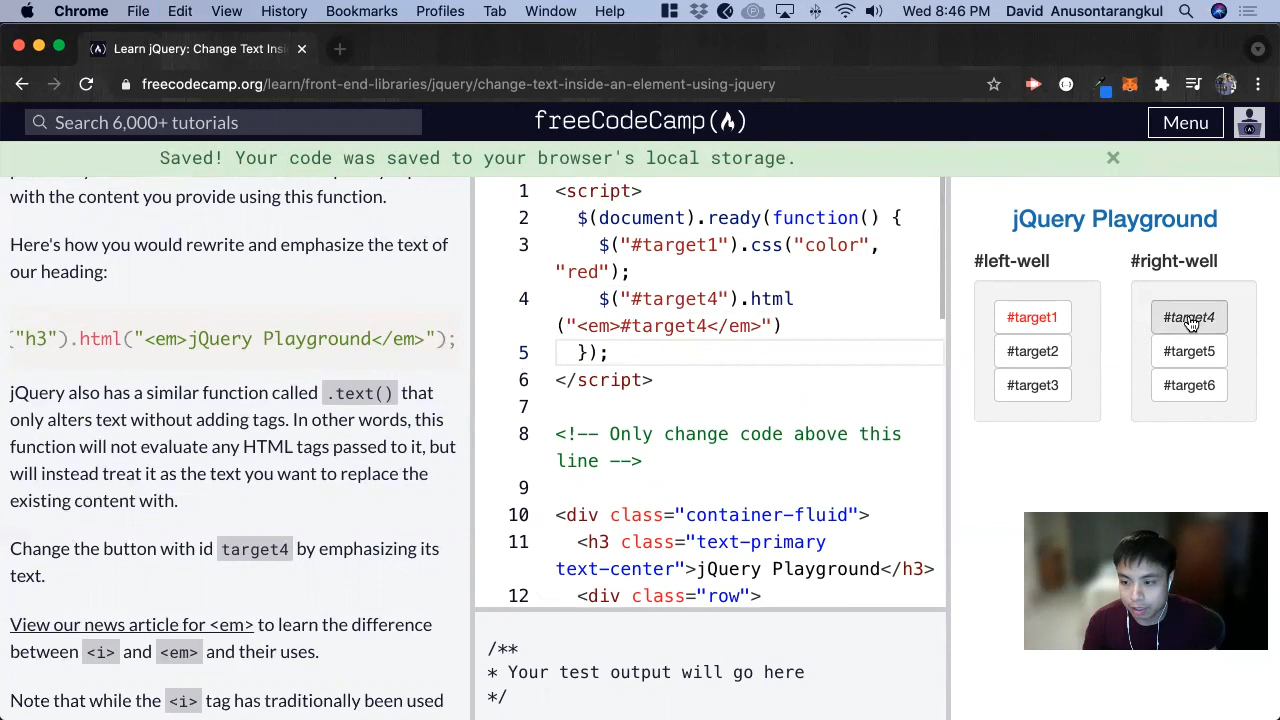 Chrome File Edit View History Bookmarks Profiles Tab Window Help Wed 8:46 PM David Anusontarangkul
Learn jQuery: Change Text Insi
freecodecamp.org/learn/front-end-libraries/jquery/change-text-inside-an-element-using-jquery
Search 6,000+ tutorials
freeCodeCamp
Menu
Saved! Your code was saved to your browser's local storage.
with the content you provide using this function.
Here's how you would rewrite and emphasize the text of
our heading:
("h3").html("<em>jQuery Playground</em>");
jQuery also has a similar function called .text() that
only alters text without adding tags. In other words, this
function will not evaluate any HTML tags passed to it, but
will instead treat it as the text you want to replace the
existing content with.
Change the button with id target4 by emphasizing its
text.
View our news article for <em> to learn the difference
between <i> and <em> and their uses.
Note that while the <i> tag has traditionally been used
1 <script>
2 $(document).ready(function() {
3 $("#target1").css("color",
"red");
4 $("#target4").html
("<em>#target4</em>")
5 });
6 </script>
7
8 <!-- Only change code above this
line -->
9
10 <div class="container-fluid">
11 <h3 class="text-primary
text-center">jQuery Playground</h3>
12 <div class="row">
/**
* Your test output will go here
*/
jQuery Playground
#left-well
#target1
#target2
#target3
#right-well
#target4
#target5
#target6